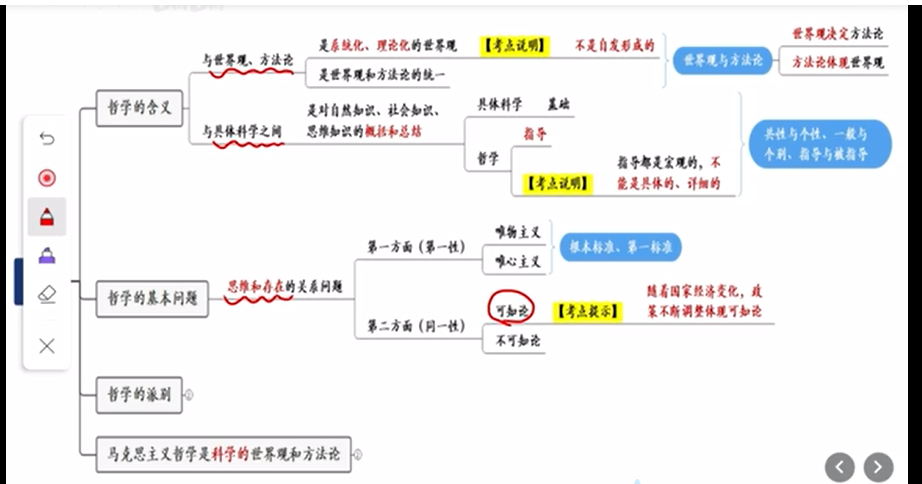 哲学的含义
与世界观、方法论
是系统化、理论化的世界观
【考点说明】
不是自发形成的
是世界观和方法论的统一
世界观与方法论
世界观决定方法论
方法论体现世界观
与具体科学之间
是对自然知识、社会知识、
思维知识的概括和总结
具体科学
基础
哲学
指导
【考点说明】
指导都是宏观的，不
能是具体的、详细的
共性与个性、一般与
个别、指导与被指导
哲学的基本问题
思维和存在的关系问题
第一方面（第一性）
唯物主义
唯心主义
根本标准、第一标准
第二方面（同一性）
可知论
【考点提示】
随着国家经济变化，政
策不断调整体现可知论
不可知论
哲学的派别
马克思主义哲学是科学的世界观和方法论